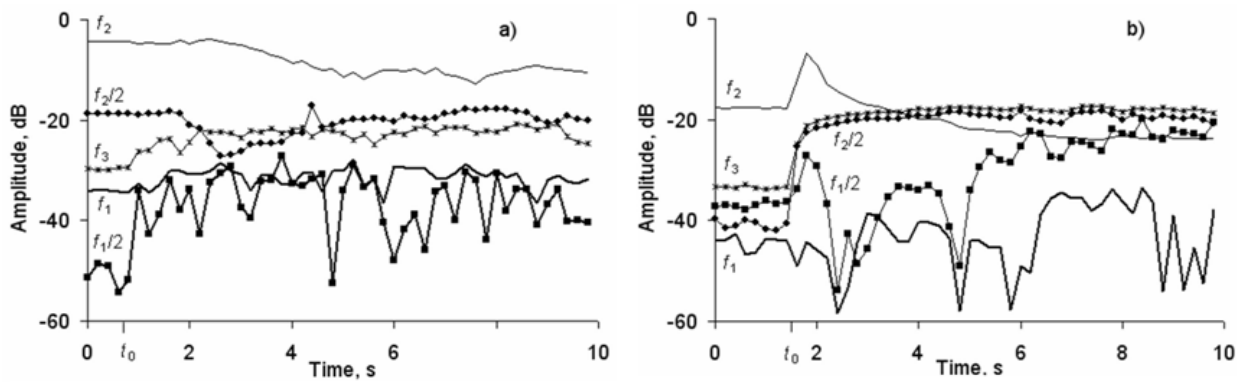 a)
Amplitude, dB
0
-20
-40
-60
f2
f2/2
f3
f1
f1/2
0
t0
2
4
6
8
10
Time, s
b)
Amplitude, dB
0
-20
-40
-60
f2
f2/2
f3
f1/2
f1
0
t0
2
4
6
8
10
Time, s